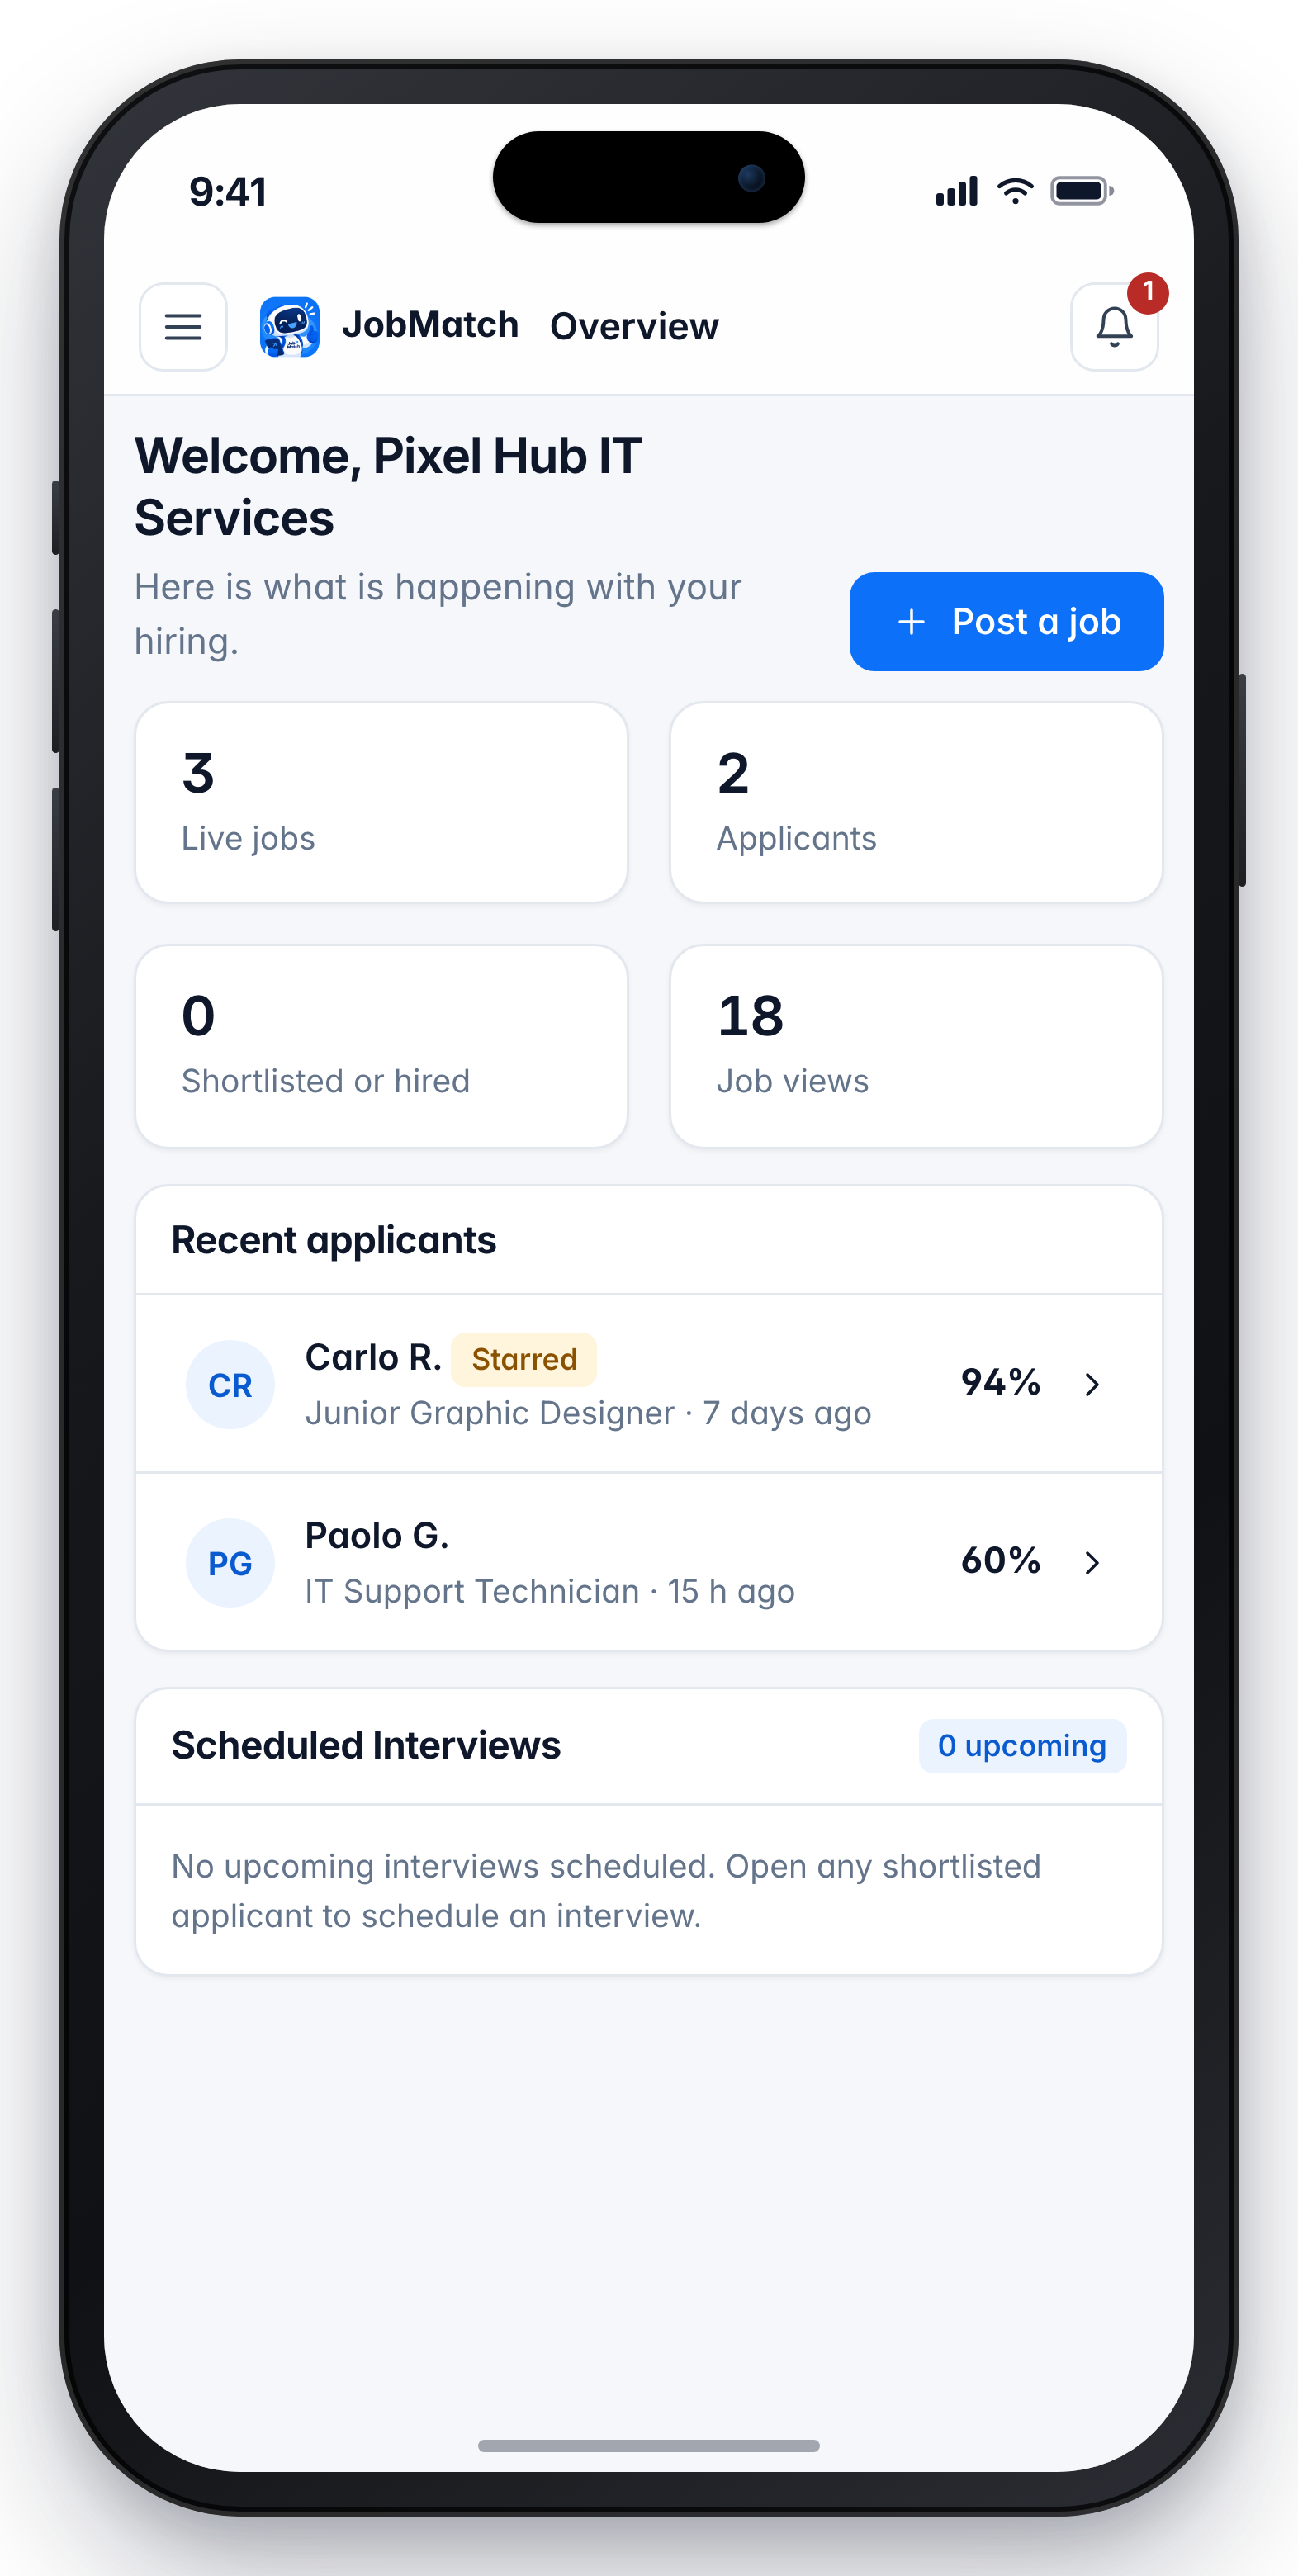 9:41
JobMatch Overview
1
Welcome, Pixel Hub IT
Services
Here is what is happening with your
hiring.
Post a job
3
Live jobs
2
Applicants
0
Shortlisted or hired
18
Job views
Recent applicants
CR
Carlo R. Starred
Junior Graphic Designer · 7 days ago
94%
PG
Paolo G.
IT Support Technician · 15 h ago
60%
Scheduled Interviews
0 upcoming
No upcoming interviews scheduled. Open any shortlisted
applicant to schedule an interview.